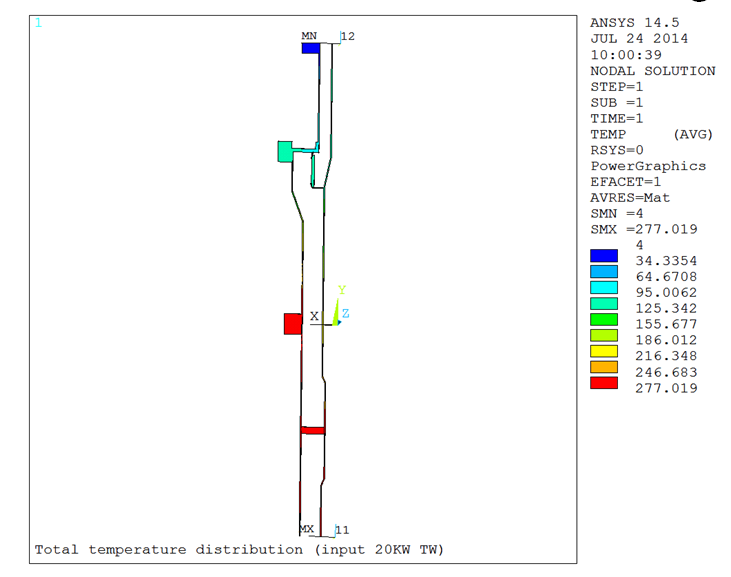 1
MN
12
X
Y
Z
MX
11
Total temperature distribution (input 20KW TW)
ANSYS 14.5
JUL 24 2014
10:00:39
NODAL SOLUTION
STEP=1
SUB =1
TIME=1
TEMP (AVG)
RSYS=0
PowerGraphics
EFACET=1
AVRES=Mat
SMN =4
SMX =277.019
4
34.3354
64.6708
95.0062
125.342
155.677
186.012
216.348
246.683
277.019